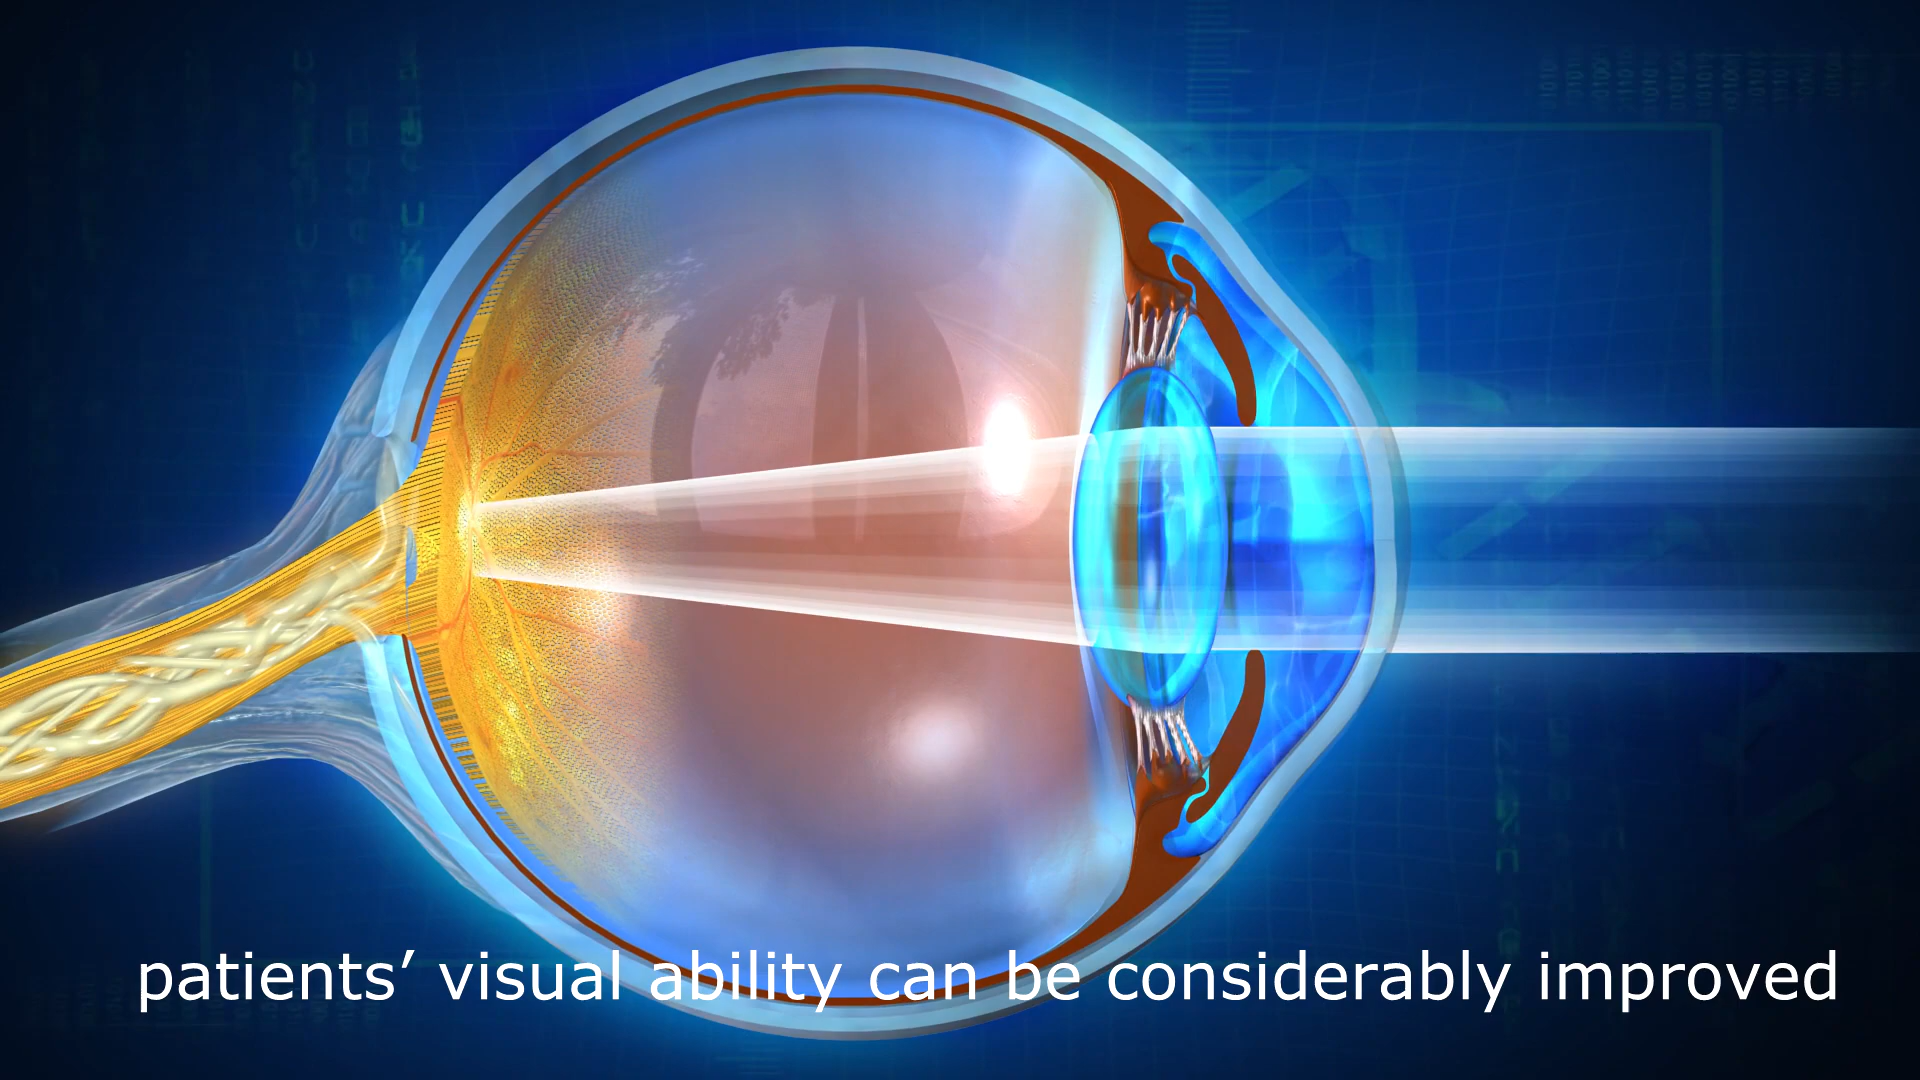 patients’ visual ability can be considerably improved